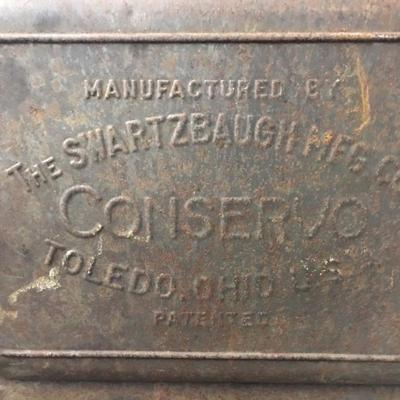 MANUFACTURED BY
THE SWARTZBAUGH MFG CO
CONSERVO
TOLEDO, OHIO U.S.A.
PATENTED